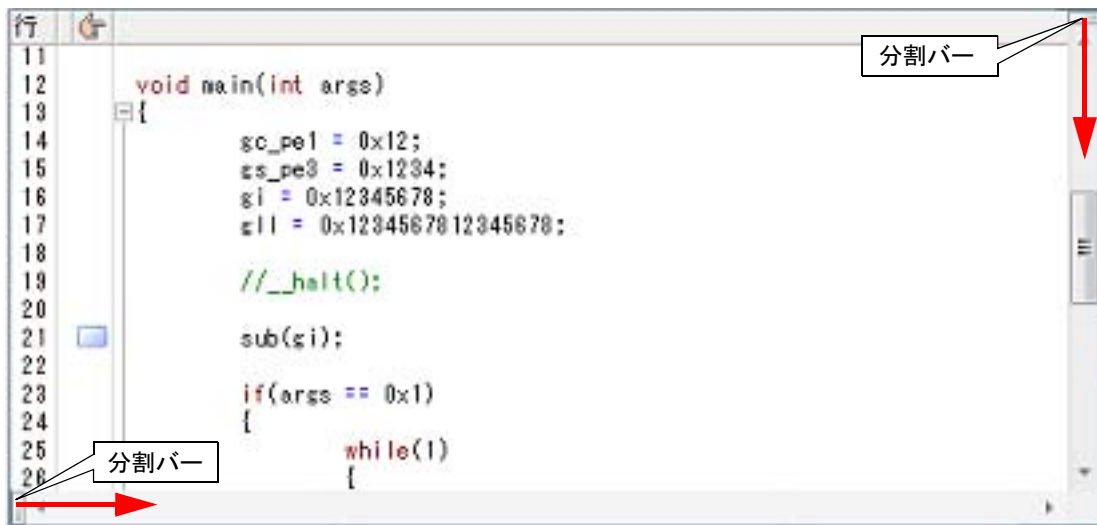 行
分割バー
11
12 void main(int args)
13 {
14 gc_pe1 = 0x12;
15 gs_pe3 = 0x1234;
16 gi = 0x12345678;
17 gll = 0x1234567812345678;
18
19 //__halt();
20
21 sub(gi);
22
23 if(args == 0x1)
24 {
25 while(1)
分割バー
26 {